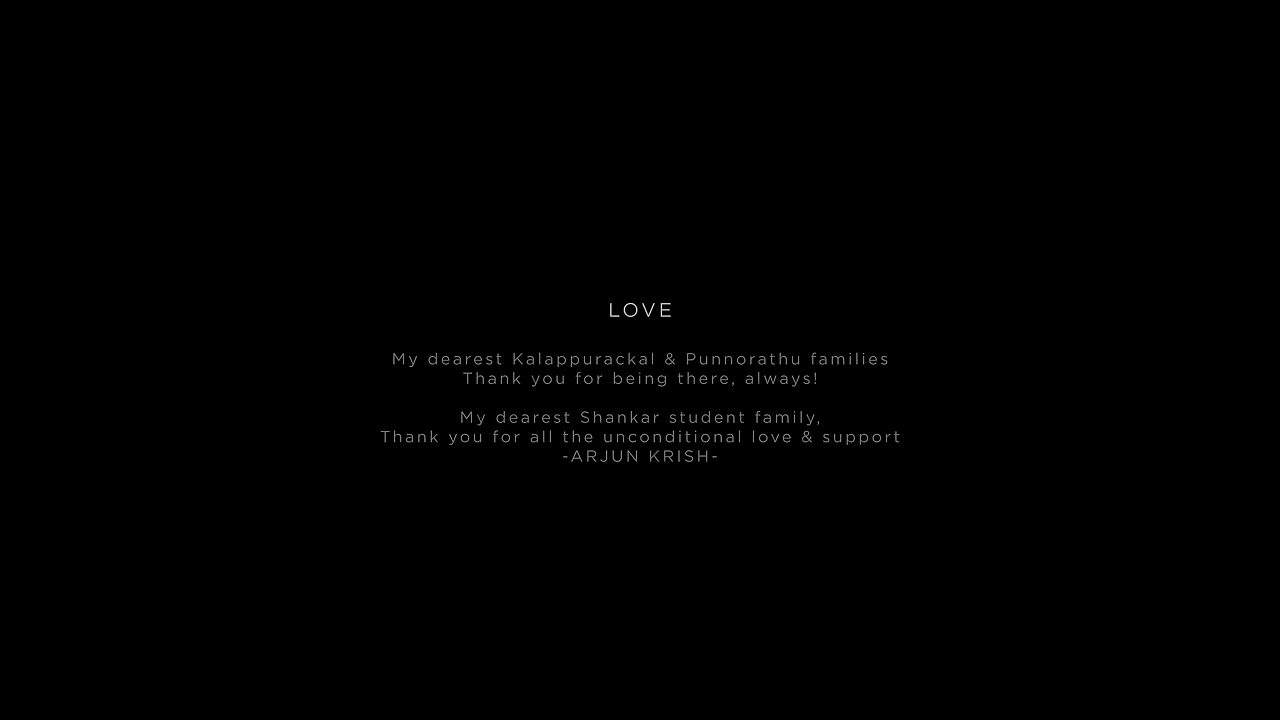 LOVE
My dearest Kalappurackal & Punnorathu families
Thank you for being there, always!
My dearest Shankar student family,
Thank you for all the unconditional love & support
-ARJUN KRISH-